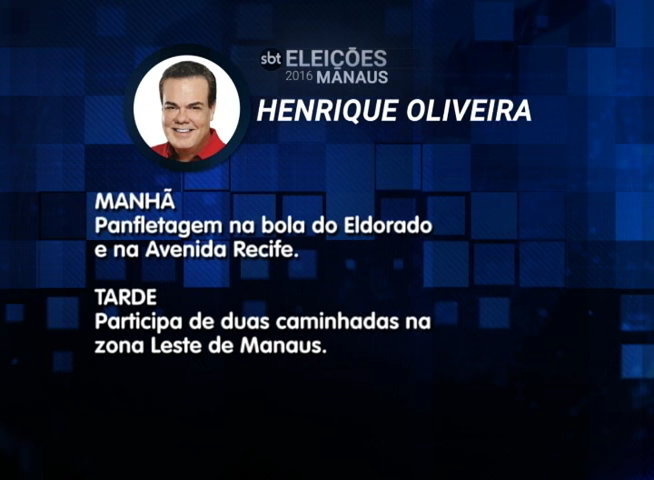 sbt ELEIÇÕES
2016 MANAUS
HENRIQUE OLIVEIRA
MANHÃ
Panfletagem na bola do Eldorado
e na Avenida Recife.
TARDE
Participa de duas caminhadas na
zona Leste de Manaus.